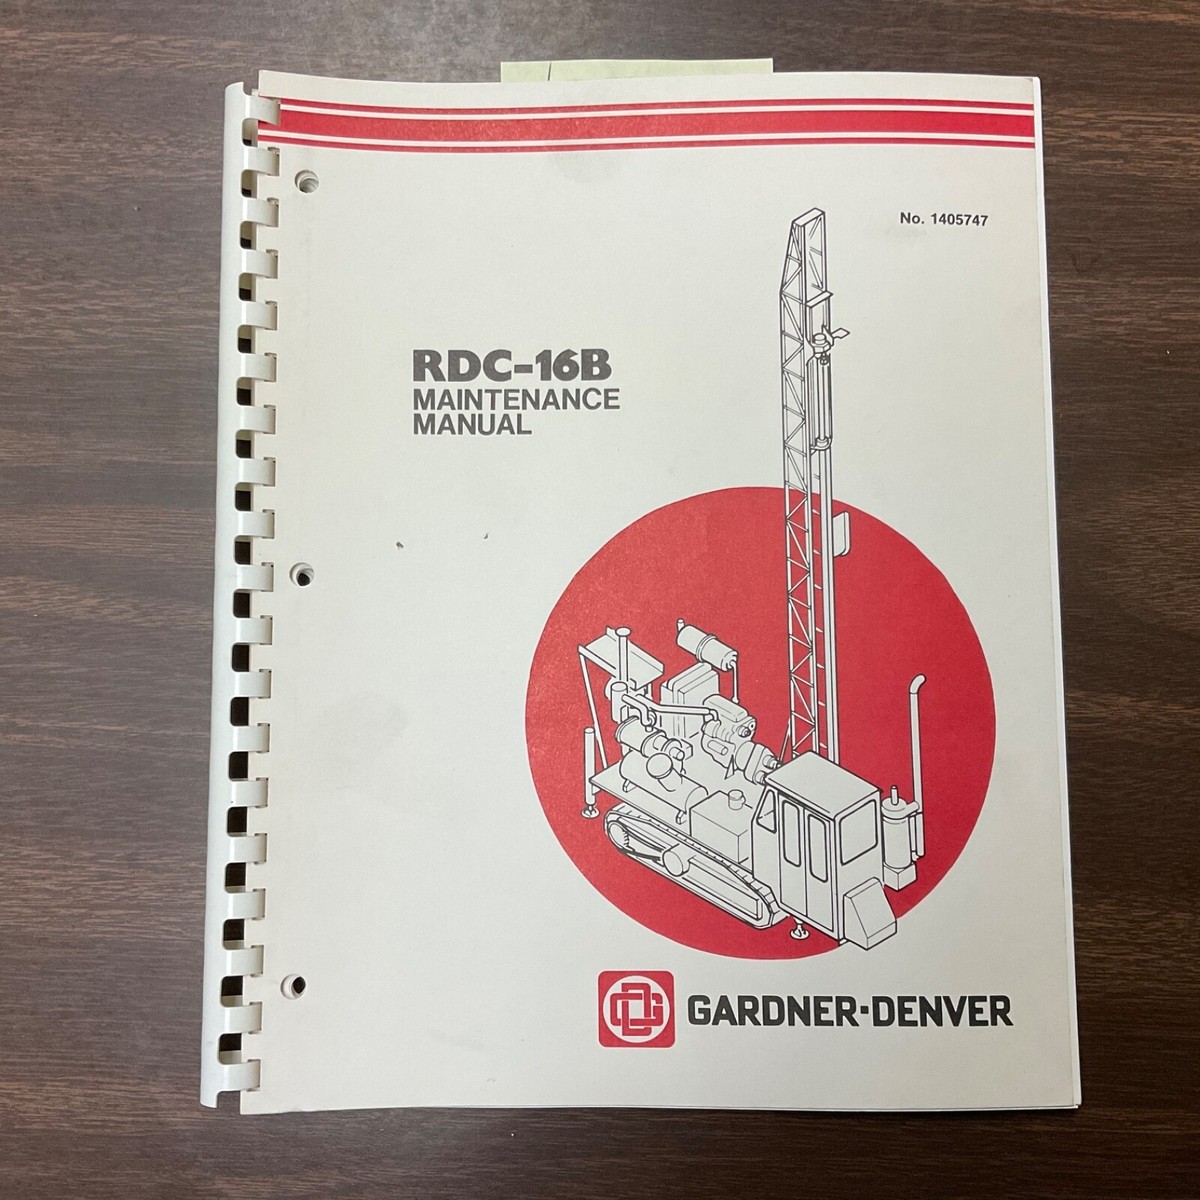 No. 1405747
RDC-16B
MAINTENANCE
MANUAL
GARDNER-DENVER